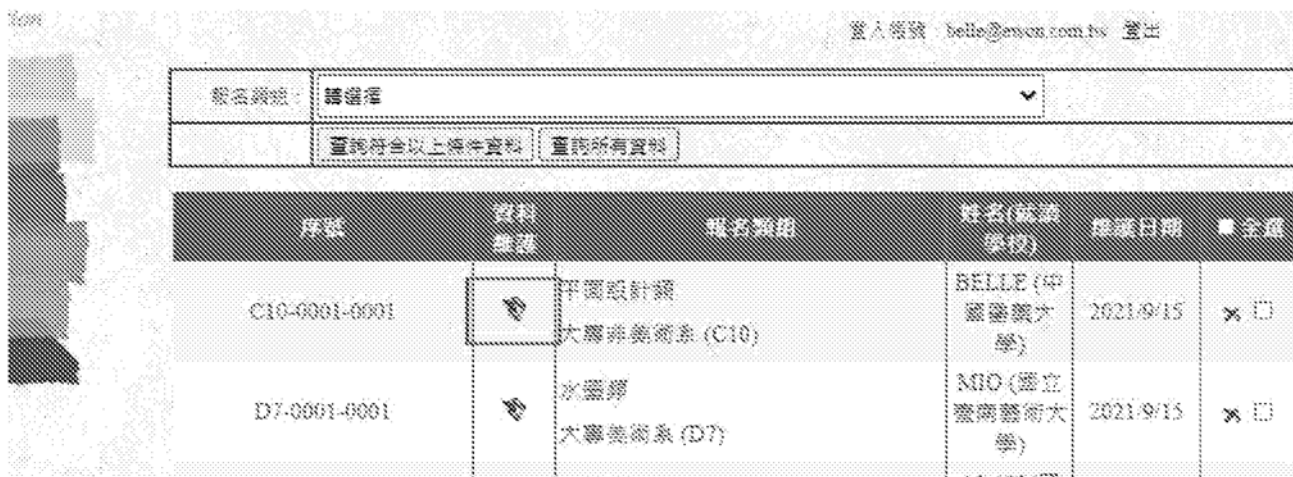 登入帳號 belle@ewcn.com.tw 登出
報名類組: 請選擇
查詢符合以上條件資料 查詢所有資料
序號 資料維護 報名類組 姓名(就讀學校) 維護日期 全選
C10-0001-0001 平面設計類 BELLE (中國醫藥大學) 2021/9/15
大專非美術系 (C10)
D7-0001-0001 水墨類 MIO (國立臺南藝術大學) 2021/9/15
大專美術系 (D7)